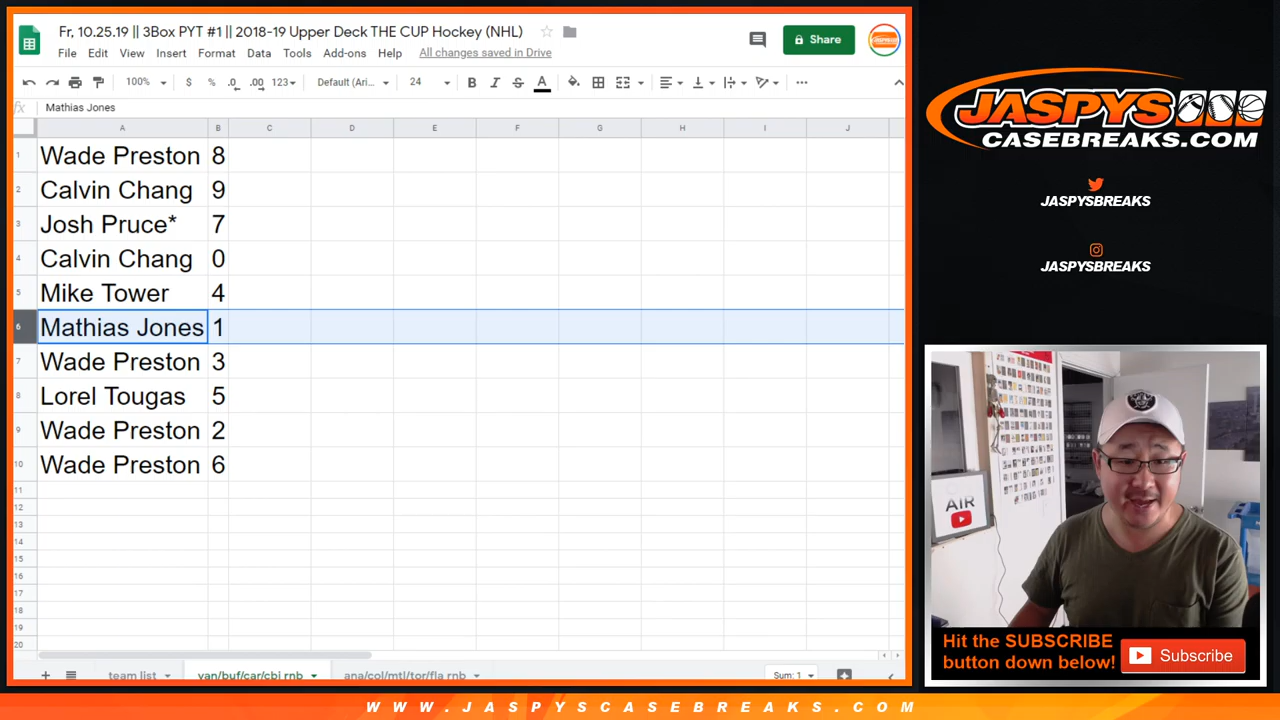 Fr, 10.25.19 || 3Box PYT #1 || 2018-19 Upper Deck THE CUP Hockey (NHL)
File Edit View Insert Format Data Tools Add-ons Help All changes saved in Drive
Share
100% $ % .0 .00 123 Default (Ari... 24 B I S A
fx Mathias Jones
A B C D E F G H I J
1 Wade Preston 8
2 Calvin Chang 9
3 Josh Pruce* 7
4 Calvin Chang 0
5 Mike Tower 4
6 Mathias Jones 1
7 Wade Preston 3
8 Lorel Tougas 5
9 Wade Preston 2
10 Wade Preston 6
11
12
13
14
15
16
17
18
19
20
team list van/buf/car/cbj rnb ana/col/mtl/tor/fla rnb Sum: 1
JASPYS
CASEBREAKS.COM
JASPYSBREAKS
JASPYSBREAKS
AIR
Hit the SUBSCRIBE
button down below!
Subscribe
WWW.JASPYSCASEBREAKS.COM